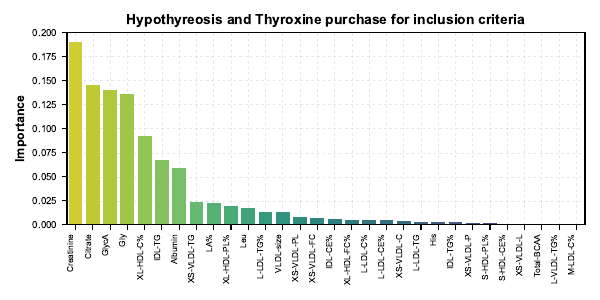 Hypothyreosis and Thyroxine purchase for inclusion criteria
Importance
0.200
0.175
0.150
0.125
0.100
0.075
0.050
0.025
0.000
Creatinine
Citrate
GlycA
Gly
XL-HDL-C%
IDL-TG
Albumin
XS-VLDL-TG
LA%
XL-HDL-PL%
Leu
L-LDL-TG%
VLDL-size
XS-VLDL-PL
XS-VLDL-FC
IDL-CE%
XL-HDL-FC%
L-LDL-C%
L-LDL-CE%
XS-VLDL-C
L-LDL-TG
His
IDL-TG%
XS-VLDL-P
S-HDL-PL%
S-HDL-CE%
XS-VLDL-L
Total-BCAA
L-VLDL-TG%
M-LDL-C%